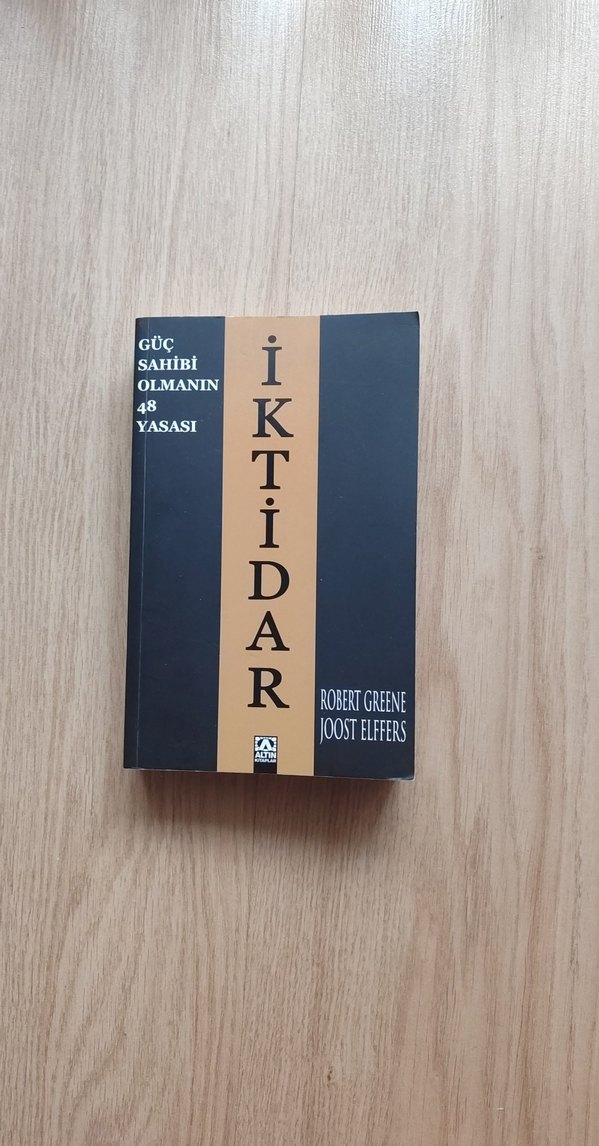 GÜÇ
SAHİBİ
OLMANIN
48
YASASI
İKTİDAR
ROBERT GREENE
JOOST ELFFERS
ALTIN
KİTAPLAR